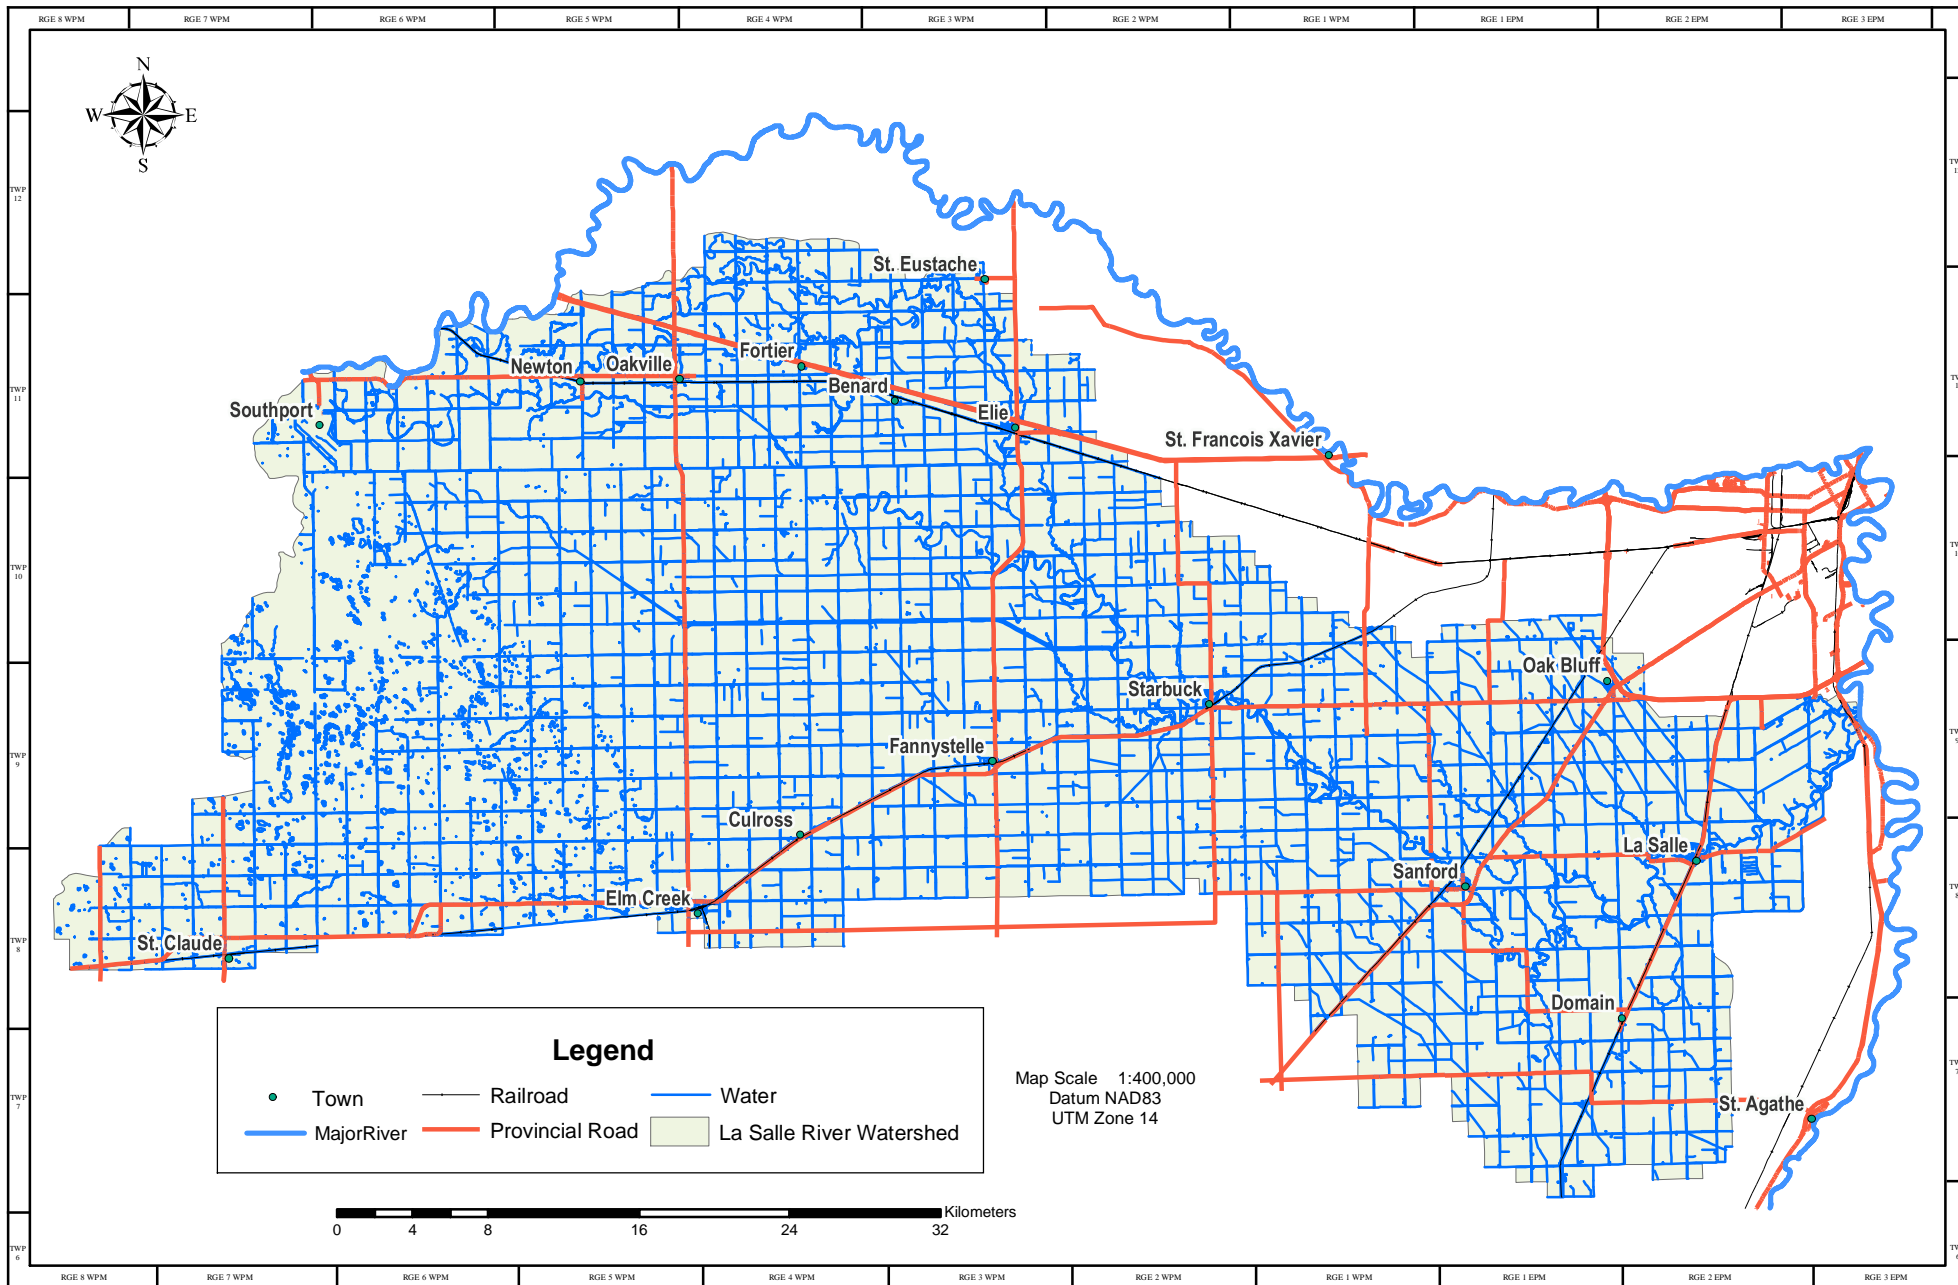 RGE 8 WPM RGE 7 WPM RGE 6 WPM RGE 5 WPM RGE 4 WPM RGE 3 WPM RGE 2 WPM RGE 1 WPM RGE 1 EPM RGE 2 EPM RGE 3 EPM
N
W E
S
TWP
12
St. Eustache
Fortier
Newton Oakville
Benard
TWP
11
Southport
Elie
St. Francois Xavier
TWP
10
Oak Bluff
Starbuck
Fannystelle
TWP
9
Culross
La Salle
Sanford
Elm Creek
St. Claude
TWP
8
Domain
Legend
Town Railroad Water
MajorRiver Provincial Road La Salle River Watershed
Map Scale 1:400,000
Datum NAD83
UTM Zone 14
TWP
7
St. Agathe
Kilometers
0 4 8 16 24 32
TWP
6
RGE 8 WPM RGE 7 WPM RGE 6 WPM RGE 5 WPM RGE 4 WPM RGE 3 WPM RGE 2 WPM RGE 1 WPM RGE 1 EPM RGE 2 EPM RGE 3 EPM